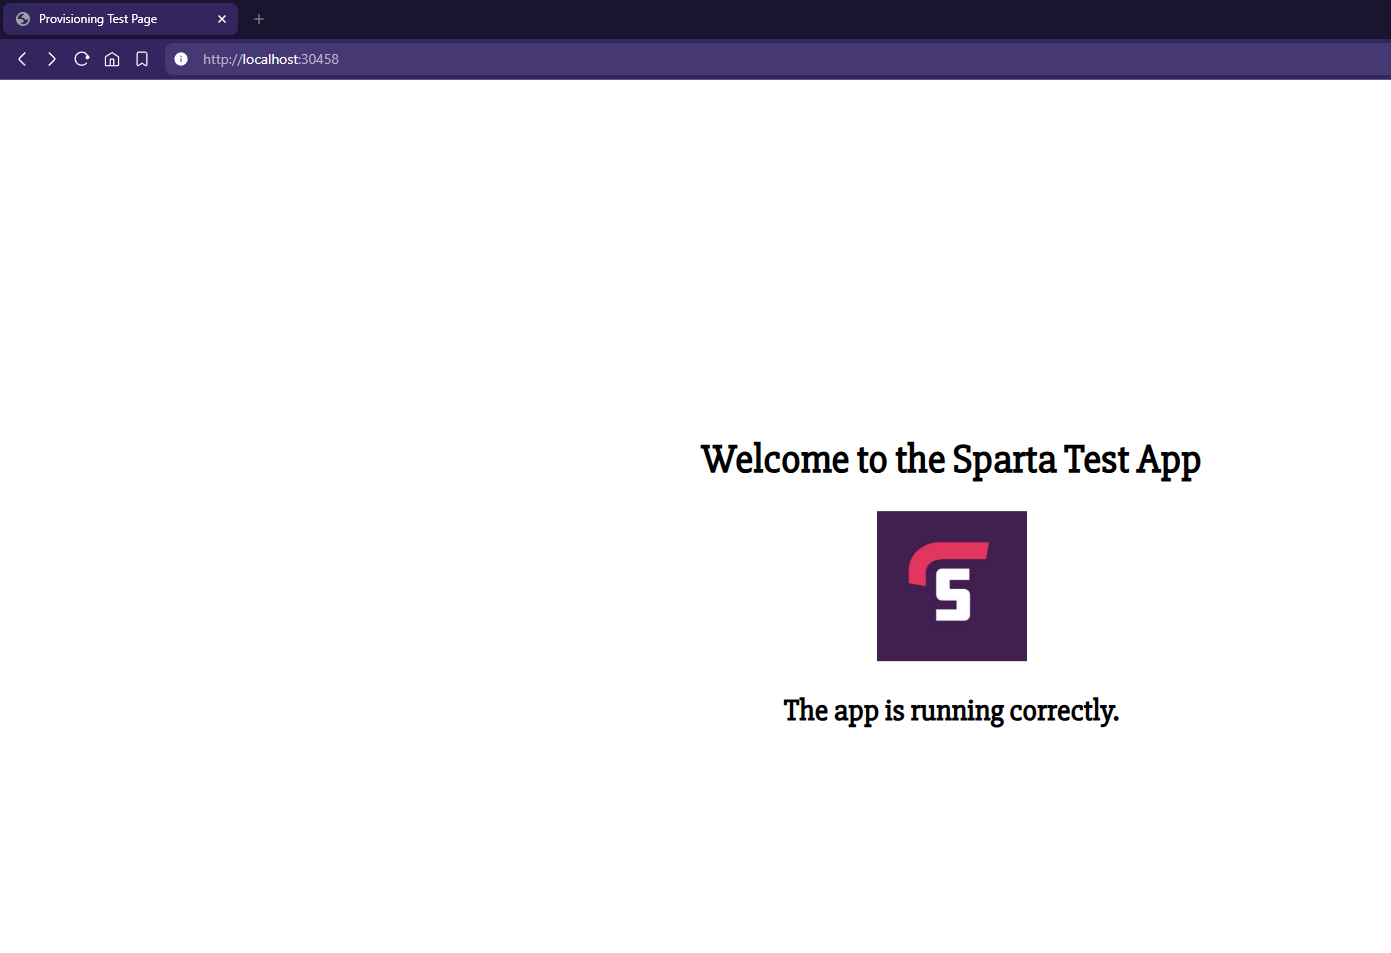 Provisioning Test Page
http://localhost:30458
Welcome to the Sparta Test App
S
The app is running correctly.